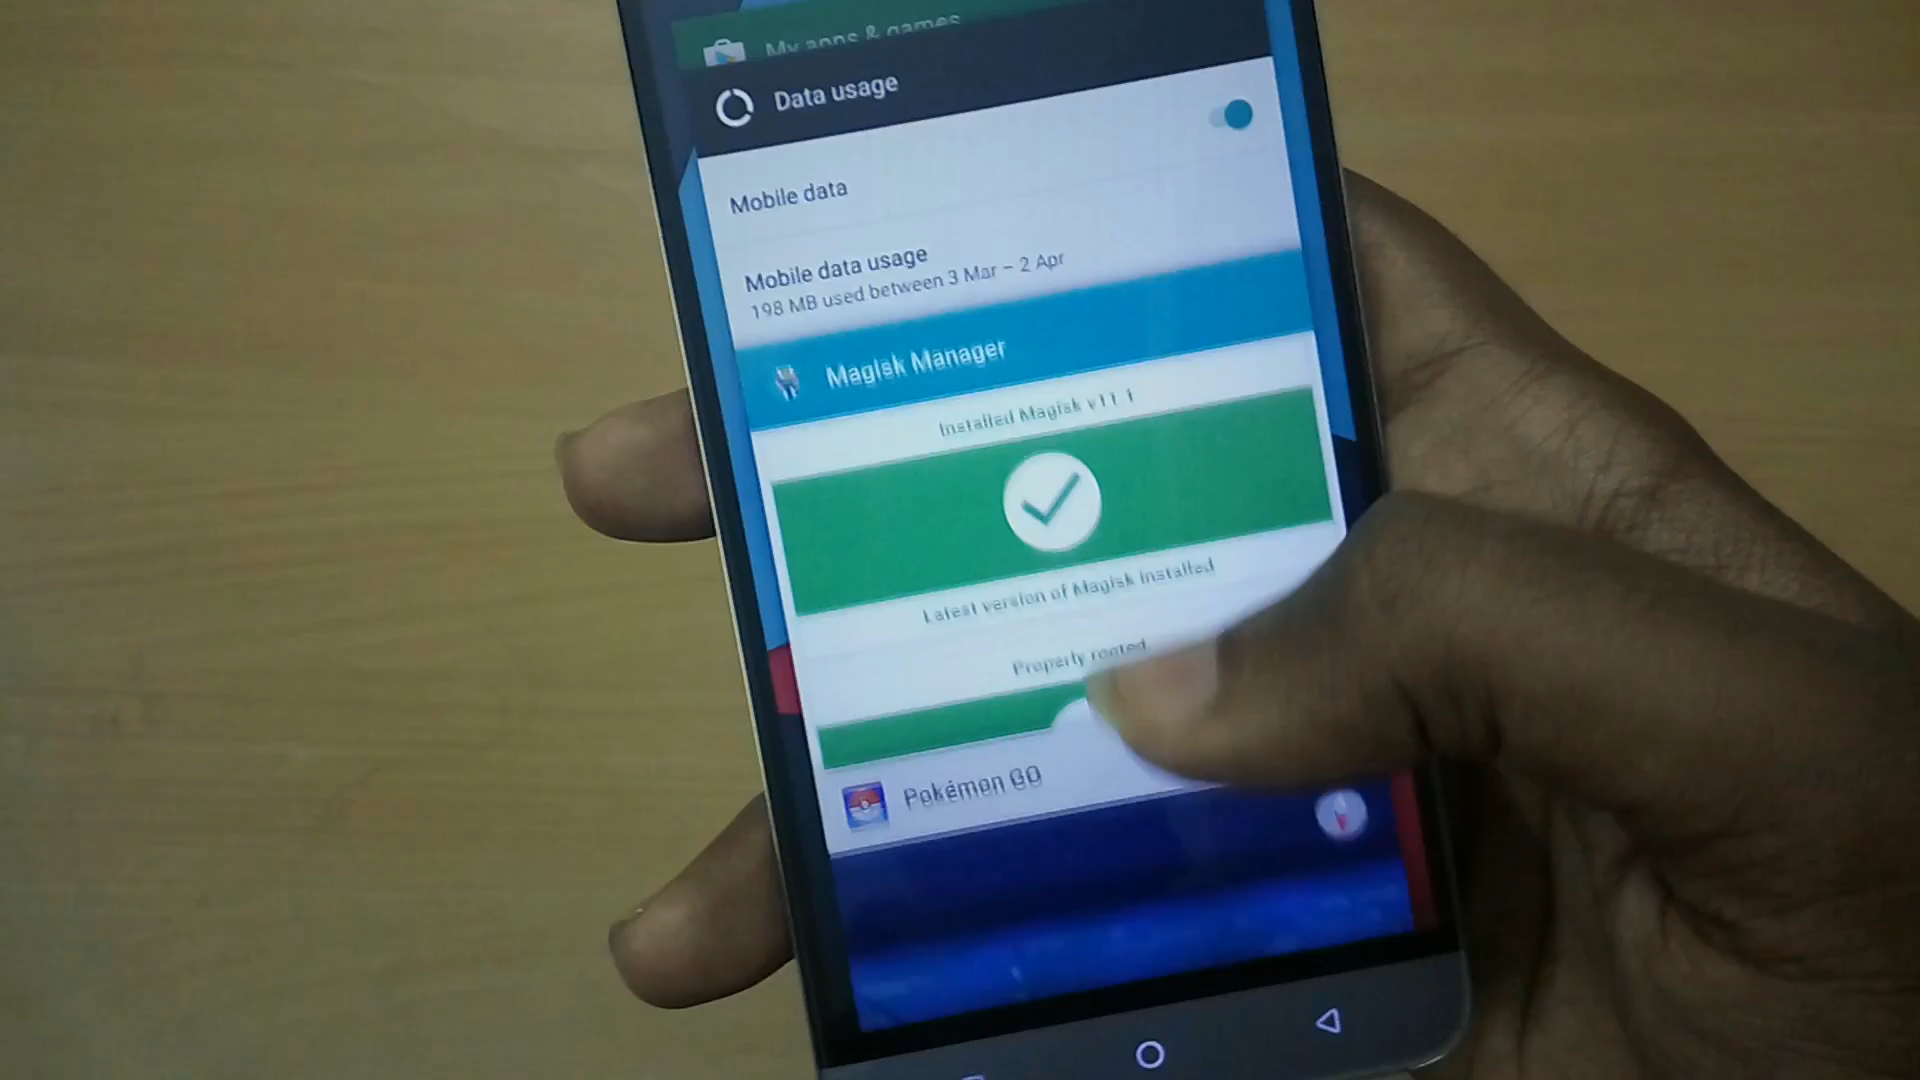 My apps & games
Data usage
Mobile data
Mobile data usage
198 MB used between 3 Mar – 2 Apr
Magisk Manager
Installed Magisk v11.1
Latest version of Magisk installed
Properly rooted
Pokémon GO